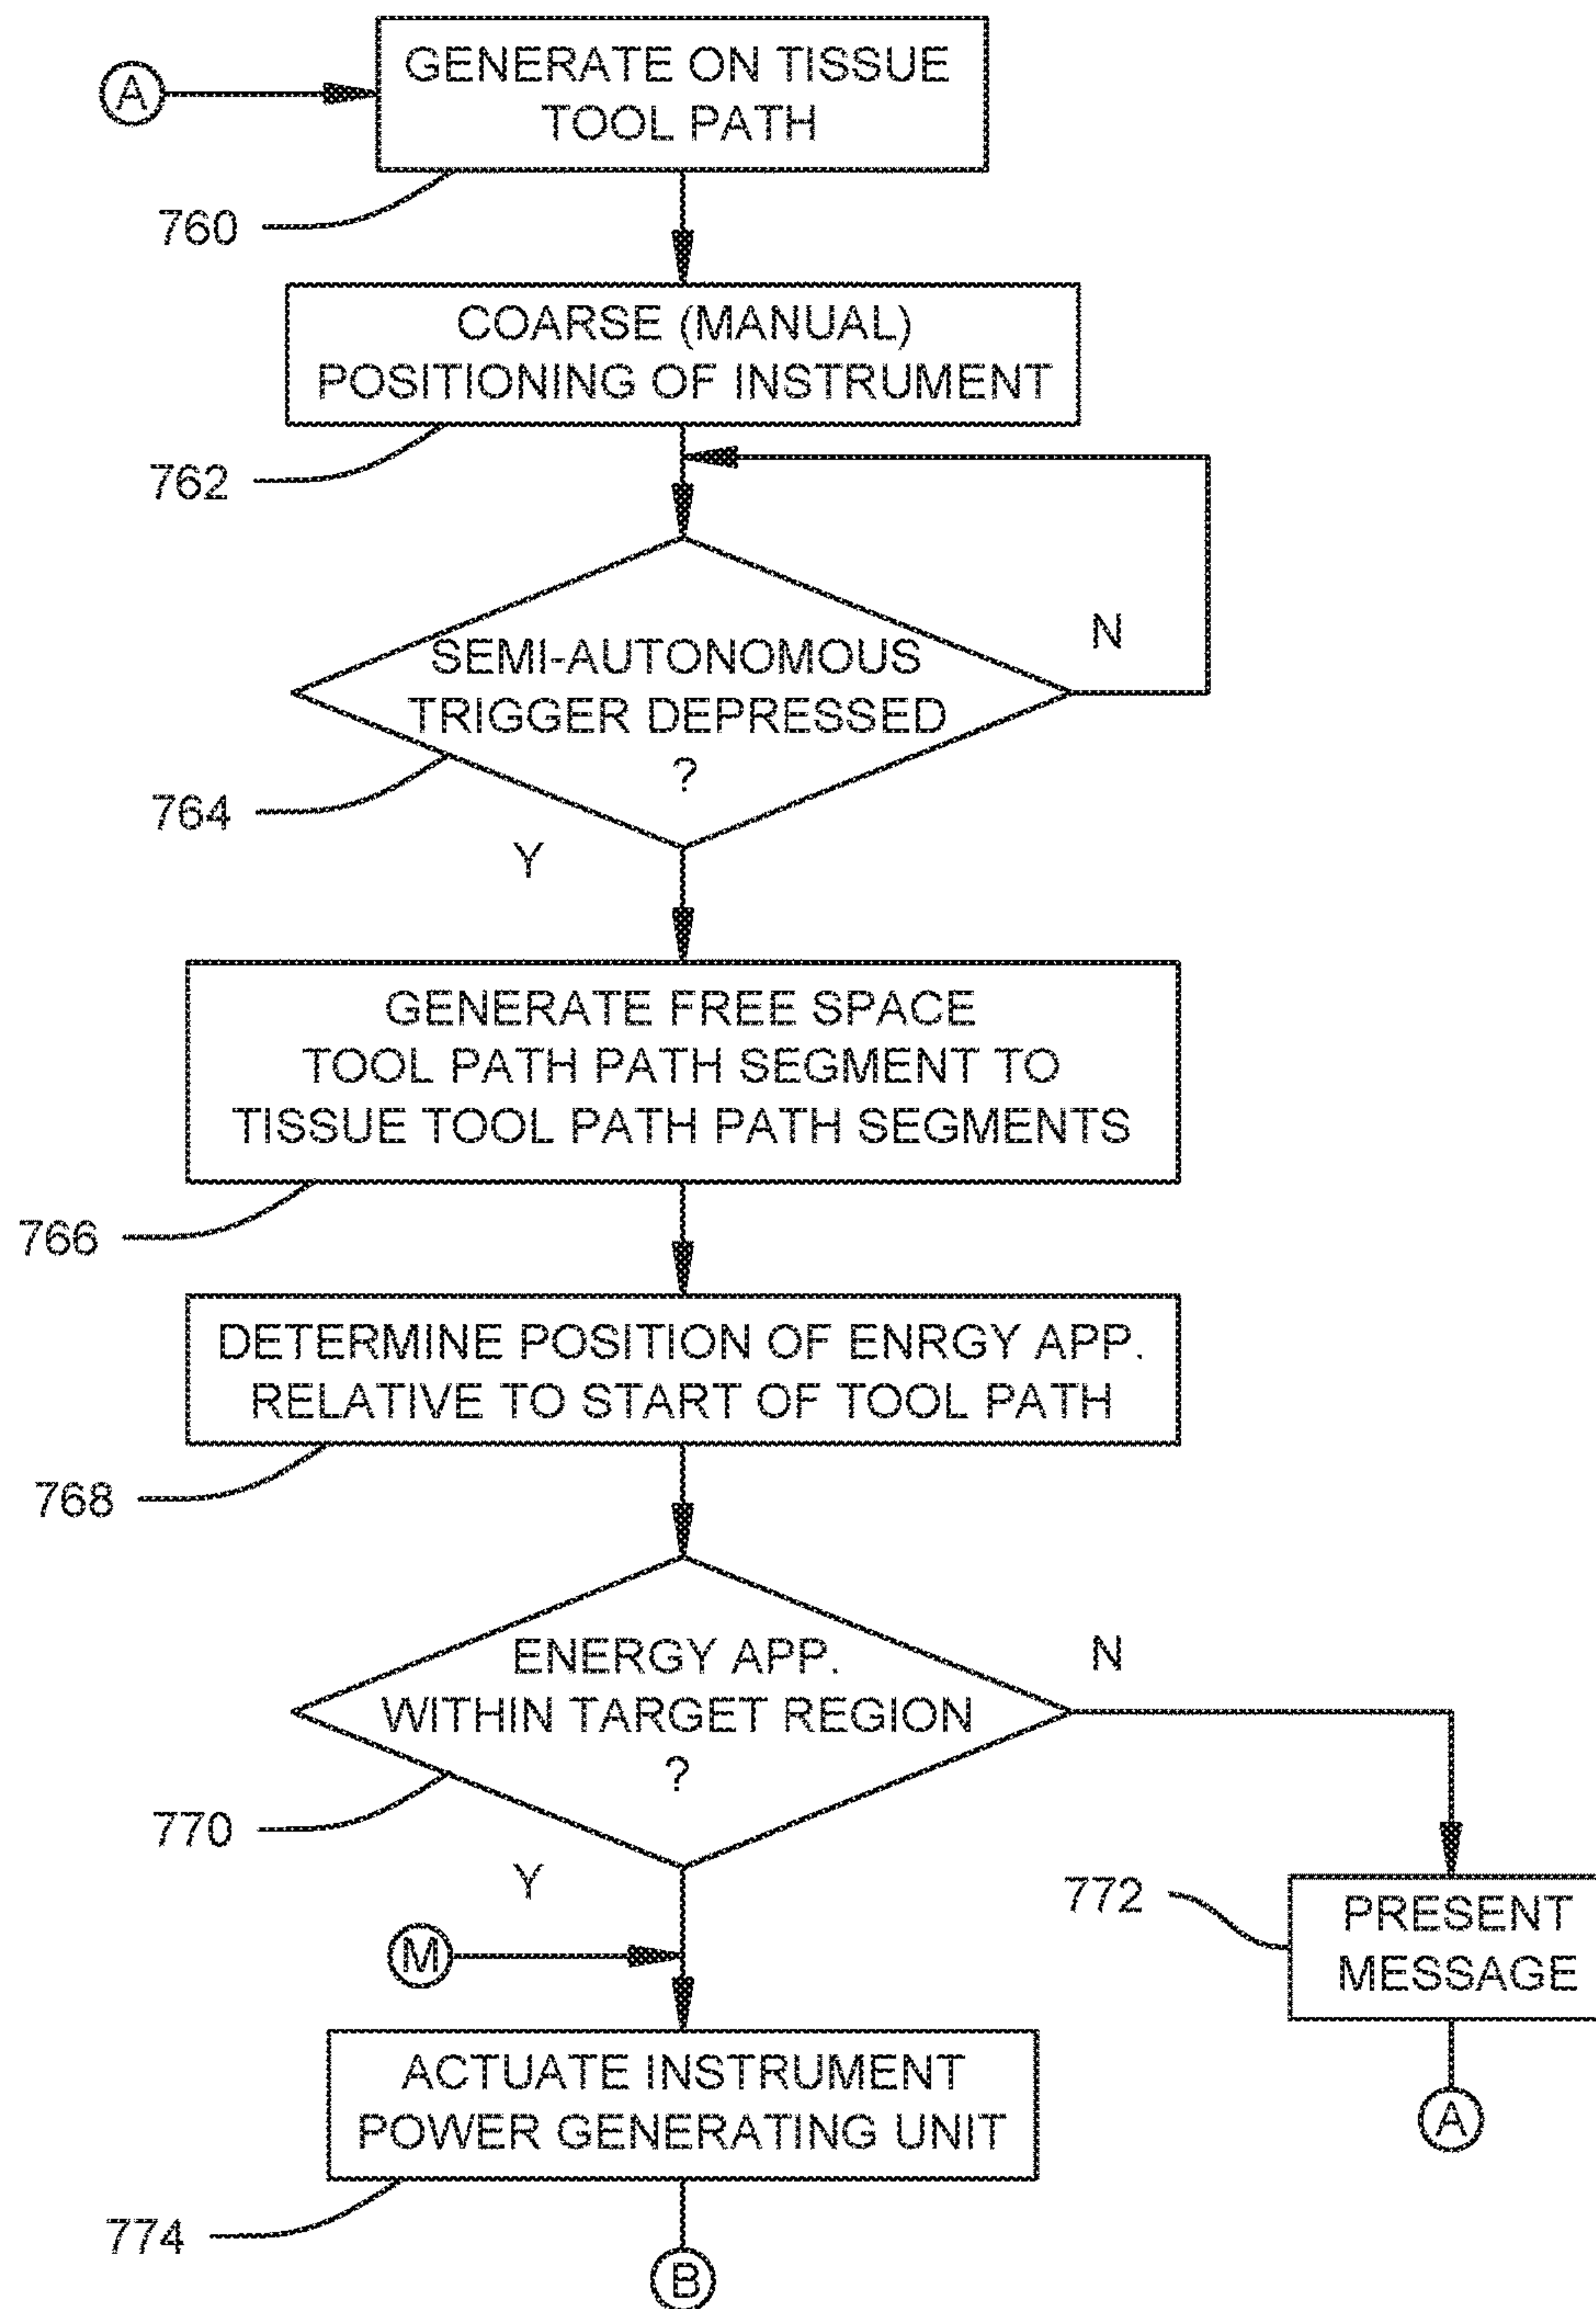 A
GENERATE ON TISSUE
TOOL PATH
760
COARSE (MANUAL)
POSITIONING OF INSTRUMENT
762
N
SEMI-AUTONOMOUS
TRIGGER DEPRESSED
?
764
Y
GENERATE FREE SPACE
TOOL PATH PATH SEGMENT TO
TISSUE TOOL PATH PATH SEGMENTS
766
DETERMINE POSITION OF ENRGY APP.
RELATIVE TO START OF TOOL PATH
768
N
ENERGY APP.
WITHIN TARGET REGION
?
770
Y
772
PRESENT
MESSAGE
M
ACTUATE INSTRUMENT
POWER GENERATING UNIT
A
774
B